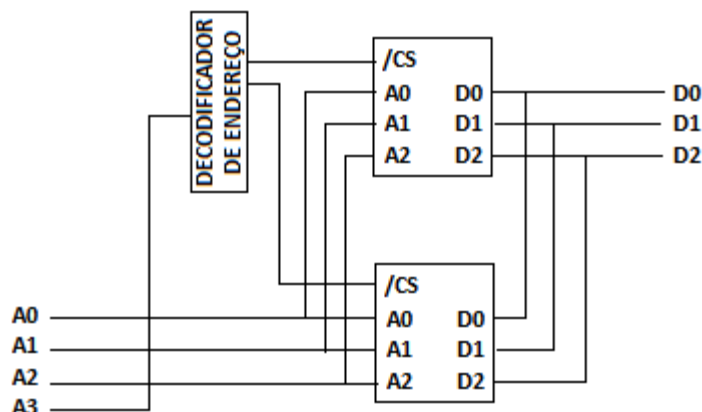 DECODIFICADOR
DE ENDEREÇO
/CS
A0 D0
A1 D1
A2 D2
D0
D1
D2
/CS
A0 D0
A1 D1
A2 D2
A0
A1
A2
A3